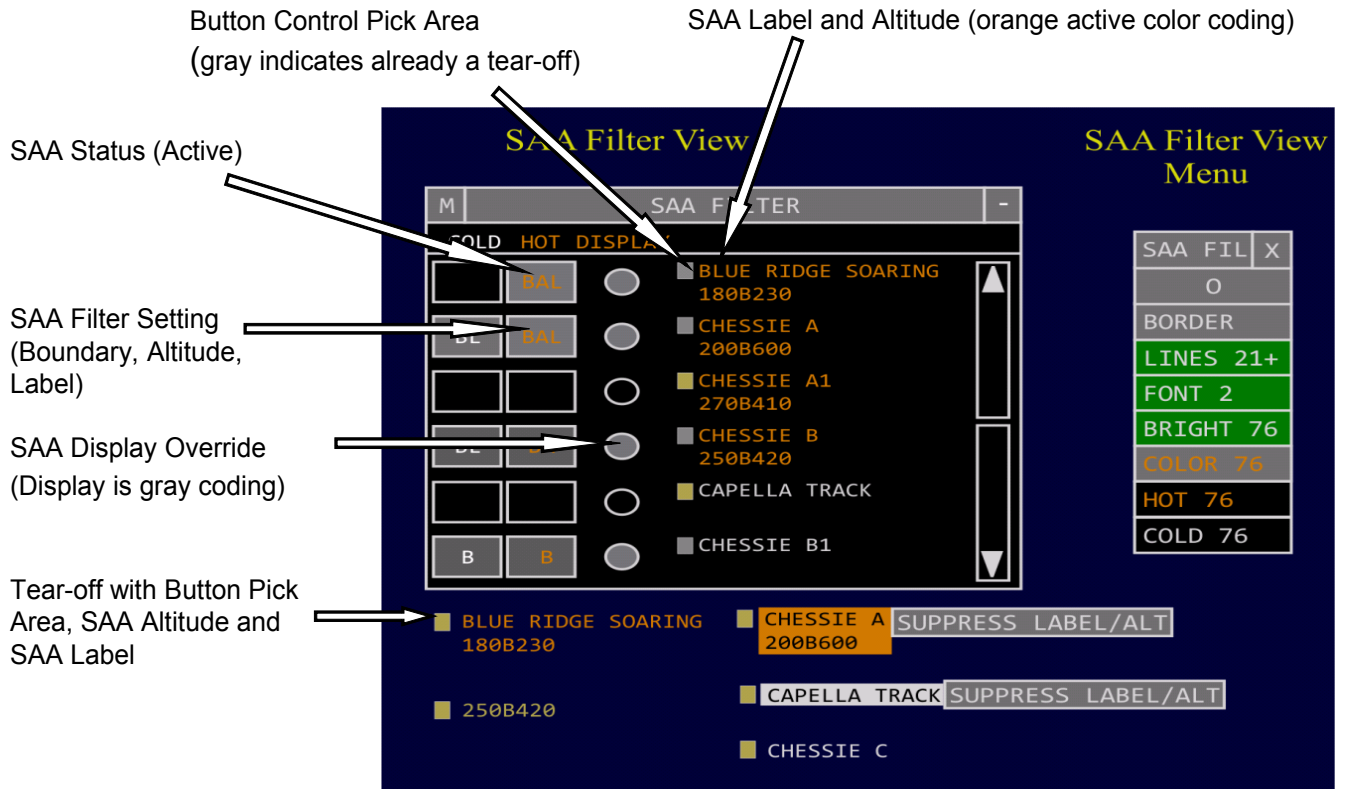 Button Control Pick Area
(gray indicates already a tear-off)
SAA Label and Altitude (orange active color coding)
SAA Status (Active)
SAA Filter Setting
(Boundary, Altitude,
Label)
SAA Display Override
(Display is gray coding)
Tear-off with Button Pick
Area, SAA Altitude and
SAA Label
SAA Filter View
SAA Filter View
Menu
M SAA FILTER -
COLD HOT DISPLAY
BAL BLUE RIDGE SOARING
180B230
BL BAL CHESSIE A
200B600
CHESSIE A1
270B410
CHESSIE B
250B420
CAPELLA TRACK
B B CHESSIE B1
SAA FIL X
O
BORDER
LINES 21+
FONT 2
BRIGHT 76
COLOR 76
HOT 76
COLD 76
BLUE RIDGE SOARING
180B230
CHESSIE A SUPPRESS LABEL/ALT
200B600
250B420
CAPELLA TRACK SUPPRESS LABEL/ALT
CHESSIE C